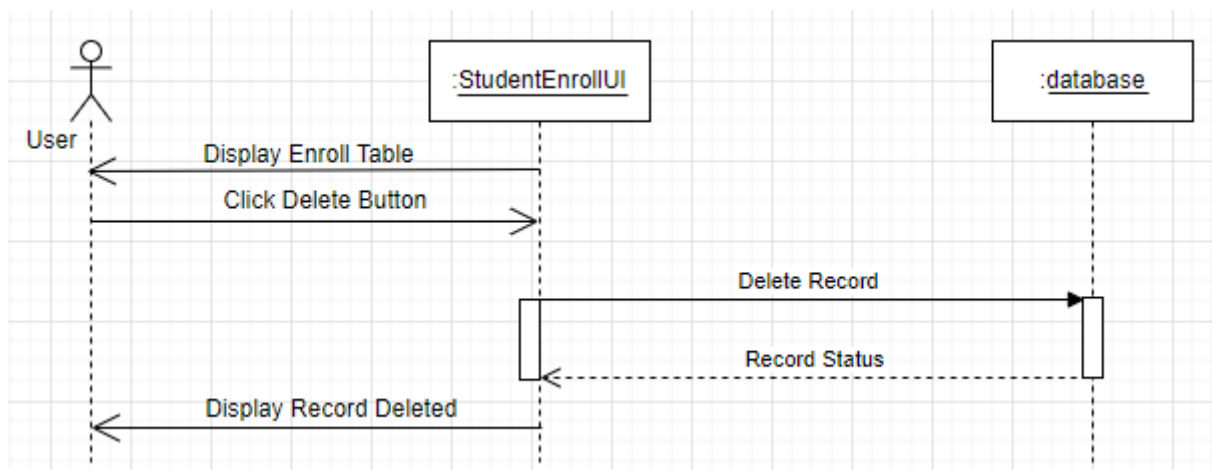 :StudentEnrollUI
:database
User
Display Enroll Table
Click Delete Button
Delete Record
Record Status
Display Record Deleted